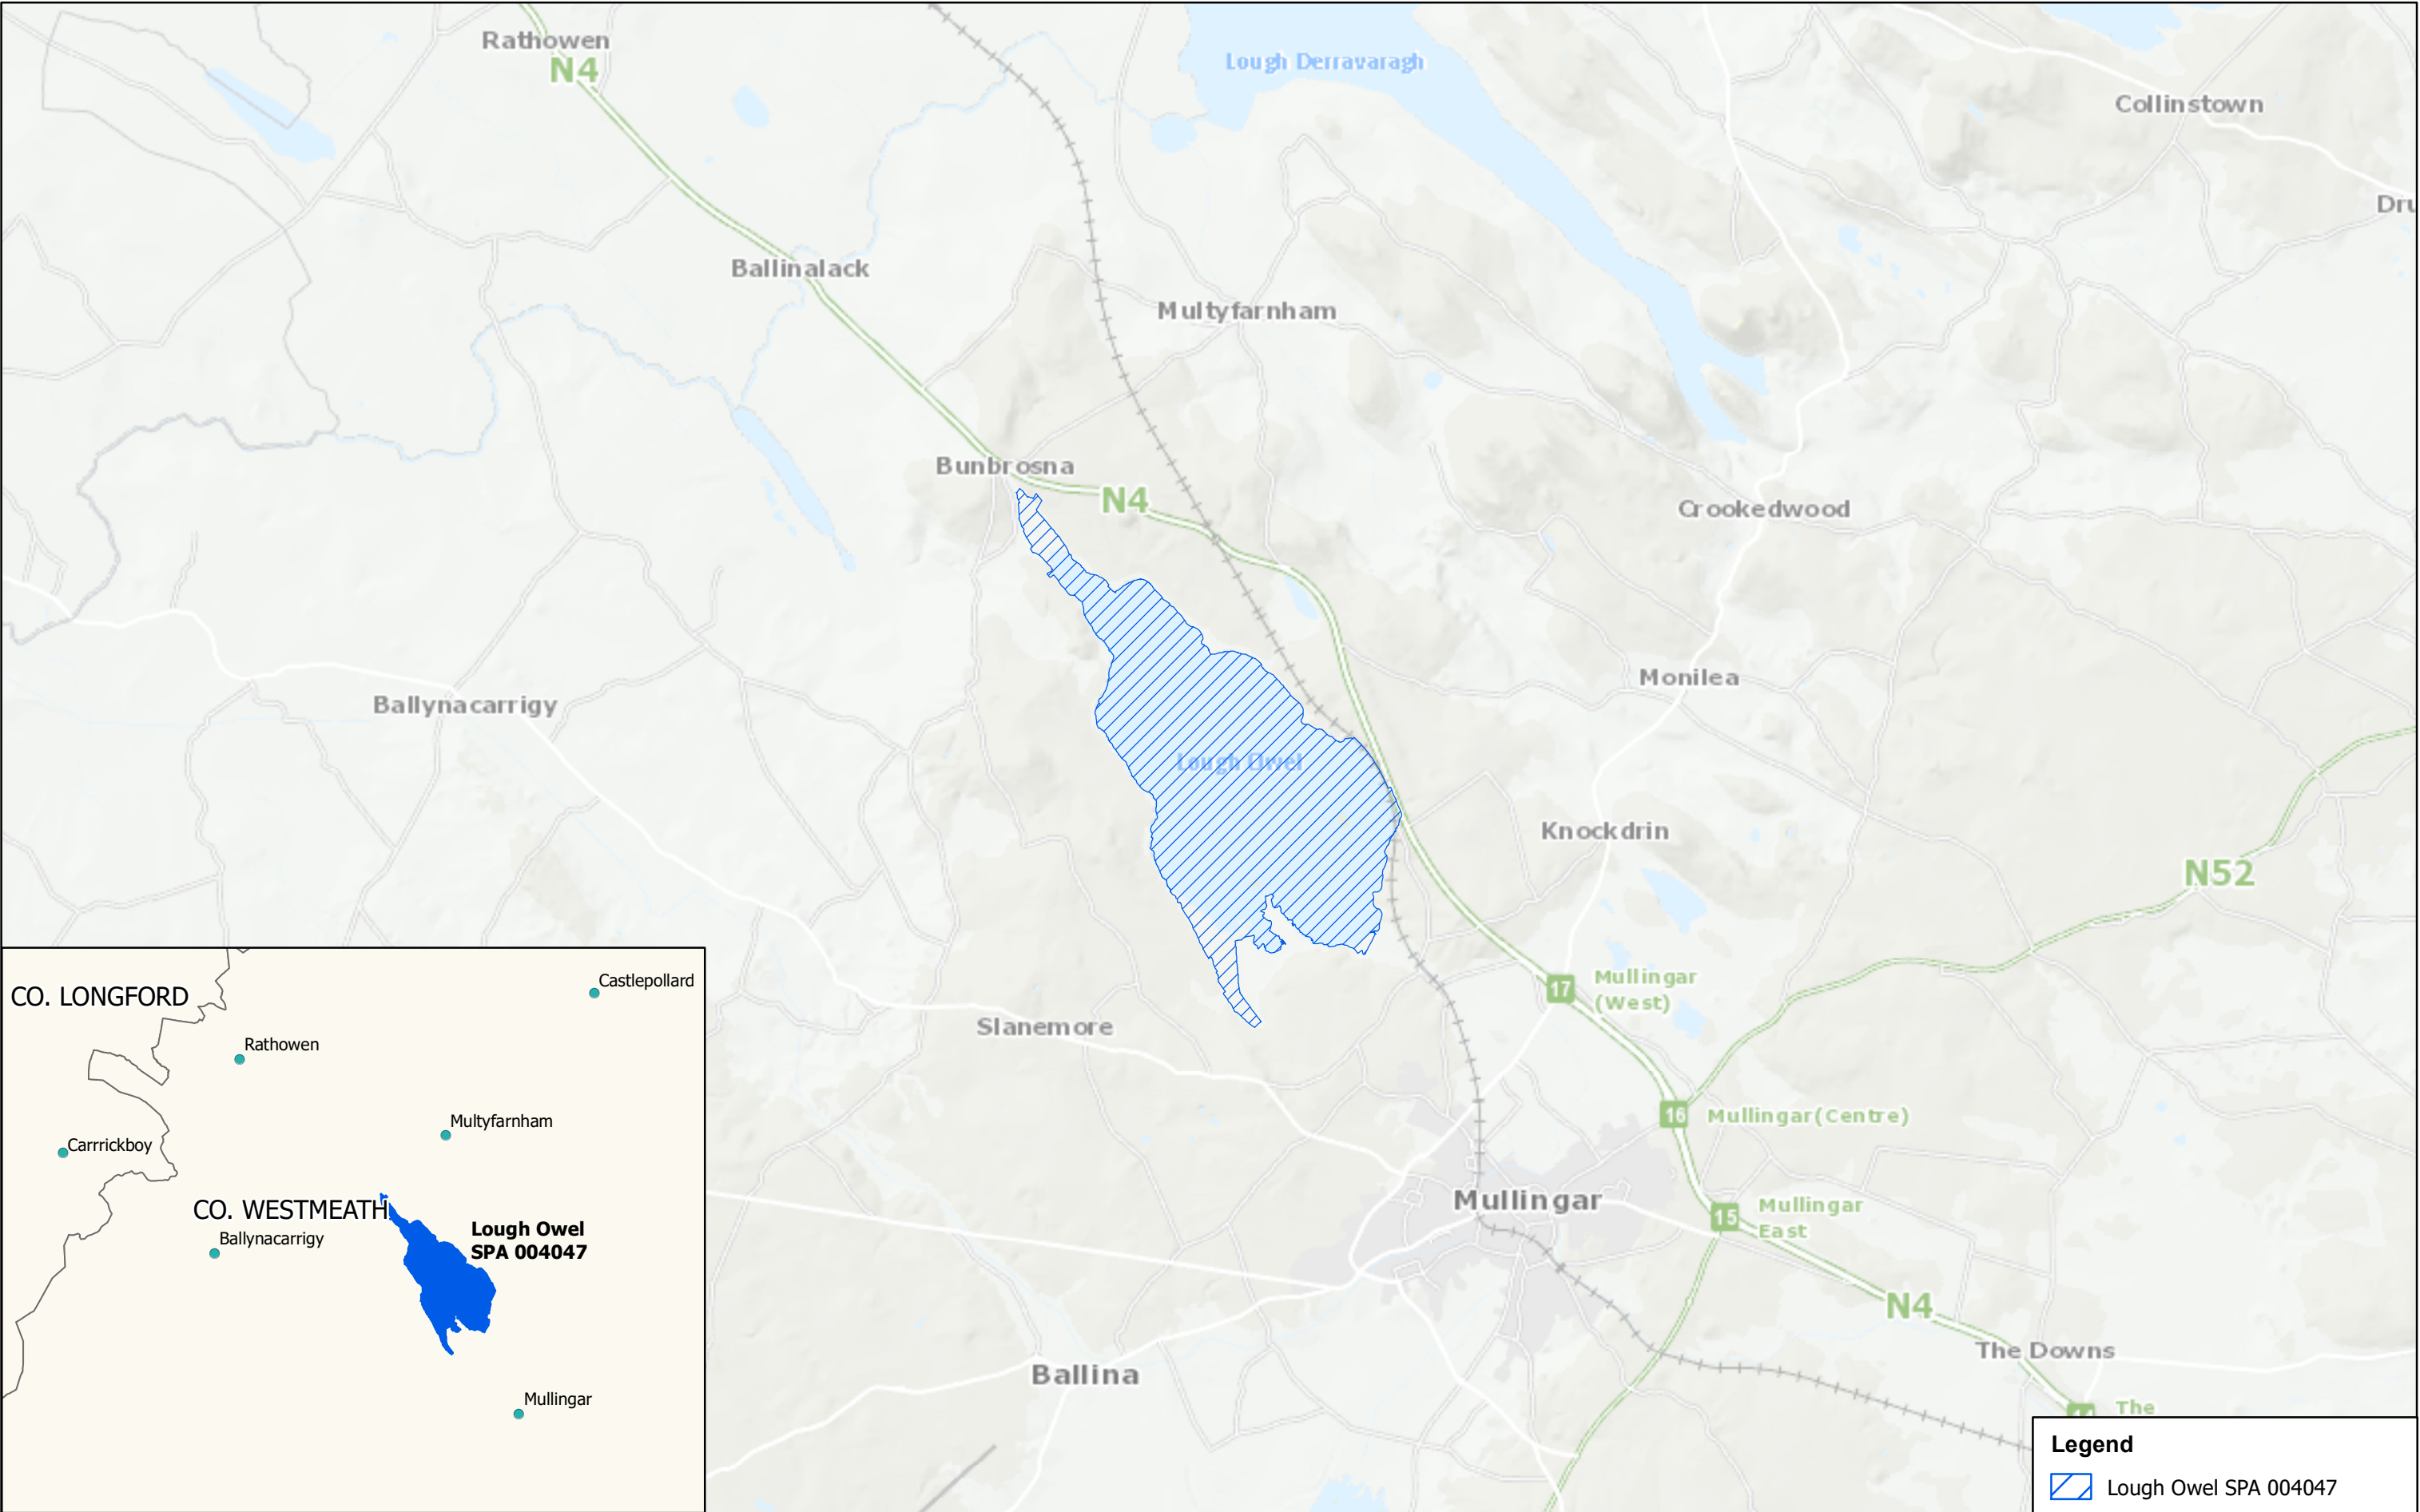 Rathowen
N4
Lough Derravaragh
Collinstown
Dru
Ballinalack
Multyfarnham
Bunbrosna
N4
Crookedwood
Monilea
Ballynacarrigy
Lough Owel
Knockdrin
N52
17
Mullingar
(West)
Slanemore
16
Mullingar(Centre)
Mullingar
15
Mullingar
East
N4
The Downs
Ballina
The
CO. LONGFORD
Castlepollard
Rathowen
Multyfarnham
Carrrickboy
CO. WESTMEATH
Ballynacarrigy
Lough Owel
SPA 004047
Mullingar
Legend
Lough Owel SPA 004047